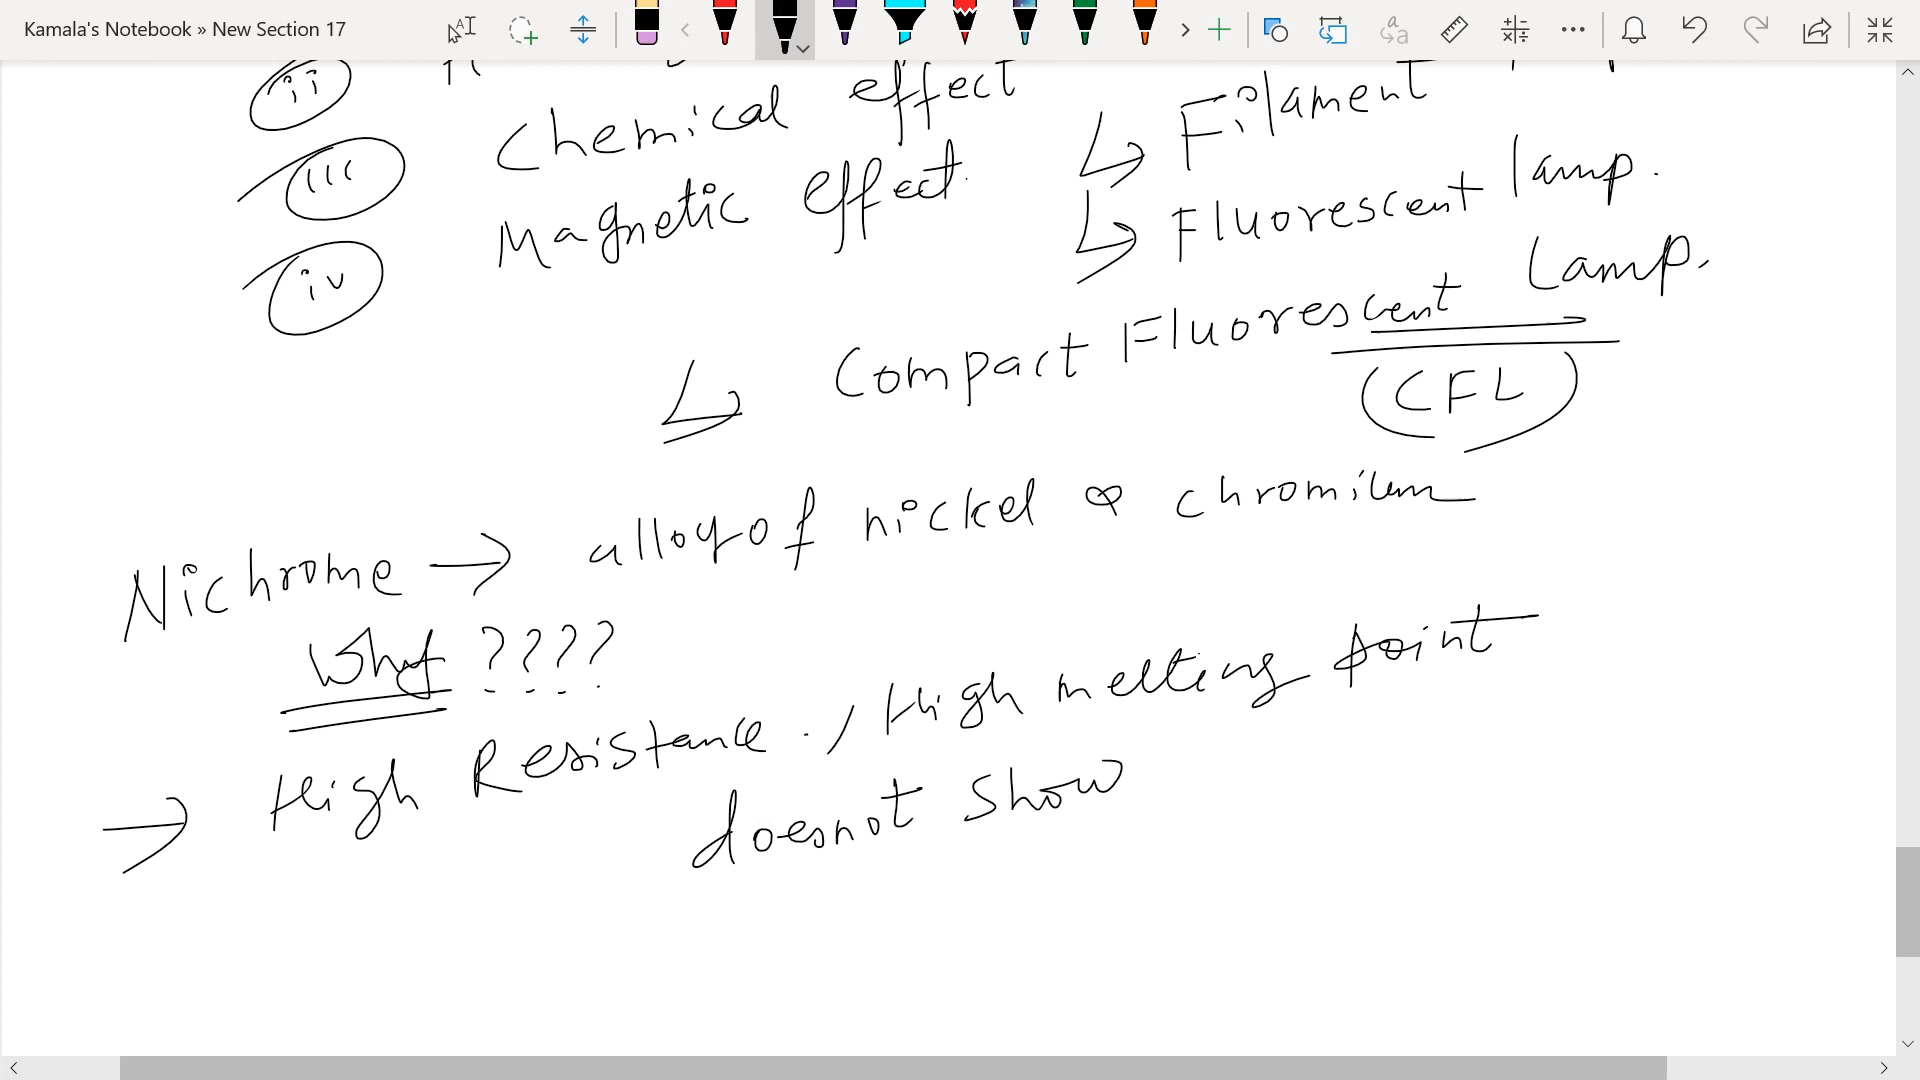 Kamala's Notebook » New Section 17
ii
Chemical effect
Filament
iii
Magnetic effect.
Fluorescent lamp.
iv
Compact Fluorescent Lamp.
(CFL)
Nichrome → alloy of nickel & chromium
Why ????
→ High Resistance., High melting point
doesnot show